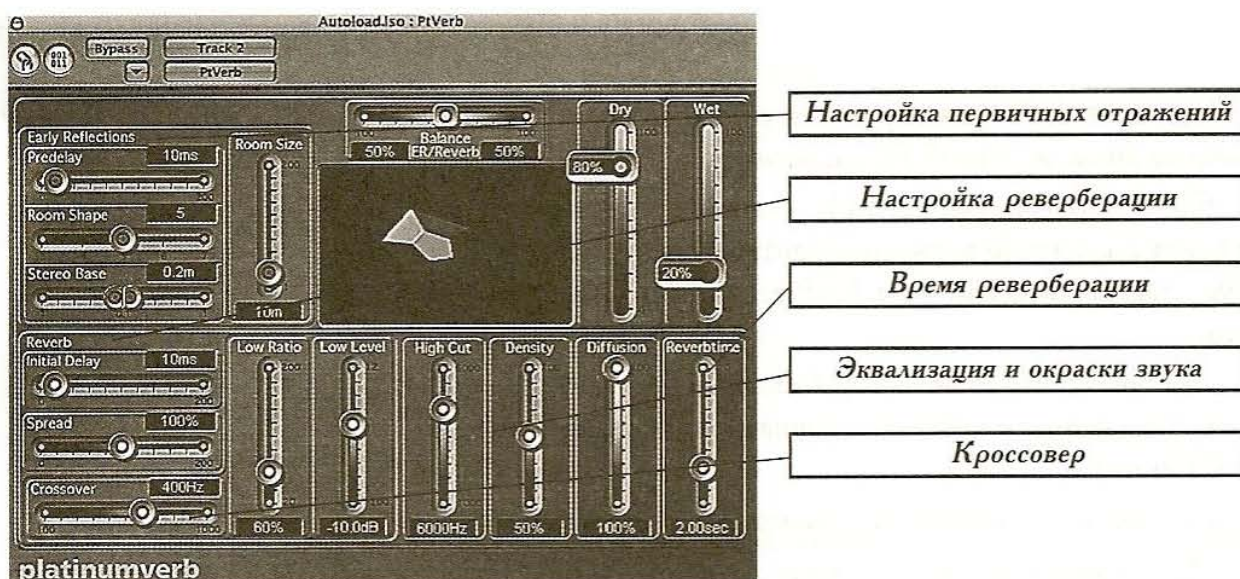 Autoload.lso : PtVerb
Bypass
Track 2
PtVerb
Early Reflections
Predelay 10ms
Room Shape 5
Stereo Base 0.2m
Room Size
10m
Balance
50% ER/Reverb 50%
Dry
80%
Wet
20%
Настройка первичных отражений
Настройка реверберации
Время реверберации
Эквализация и окраски звука
Кроссовер
Reverb
Initial Delay 10ms
Spread 100%
Crossover 400Hz
100 1000
Low Ratio
60%
Low Level
-10.0dB
High Cut
6000Hz
Density
50%
Diffusion
100%
Reverbtime
2.00sec
platinumverb